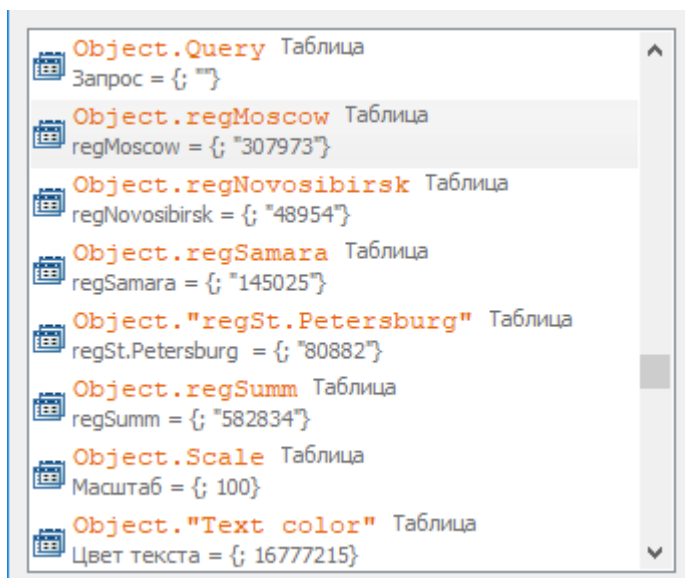 Object.Query Таблица
Запрос = {; ""}
Object.regMoscow Таблица
regMoscow = {; "307973"}
Object.regNovosibirsk Таблица
regNovosibirsk = {; "48954"}
Object.regSamara Таблица
regSamara = {; "145025"}
Object."regSt.Petersburg" Таблица
regSt.Petersburg = {; "80882"}
Object.regSumm Таблица
regSumm = {; "582834"}
Object.Scale Таблица
Масштаб = {; 100}
Object."Text color" Таблица
Цвет текста = {; 16777215}